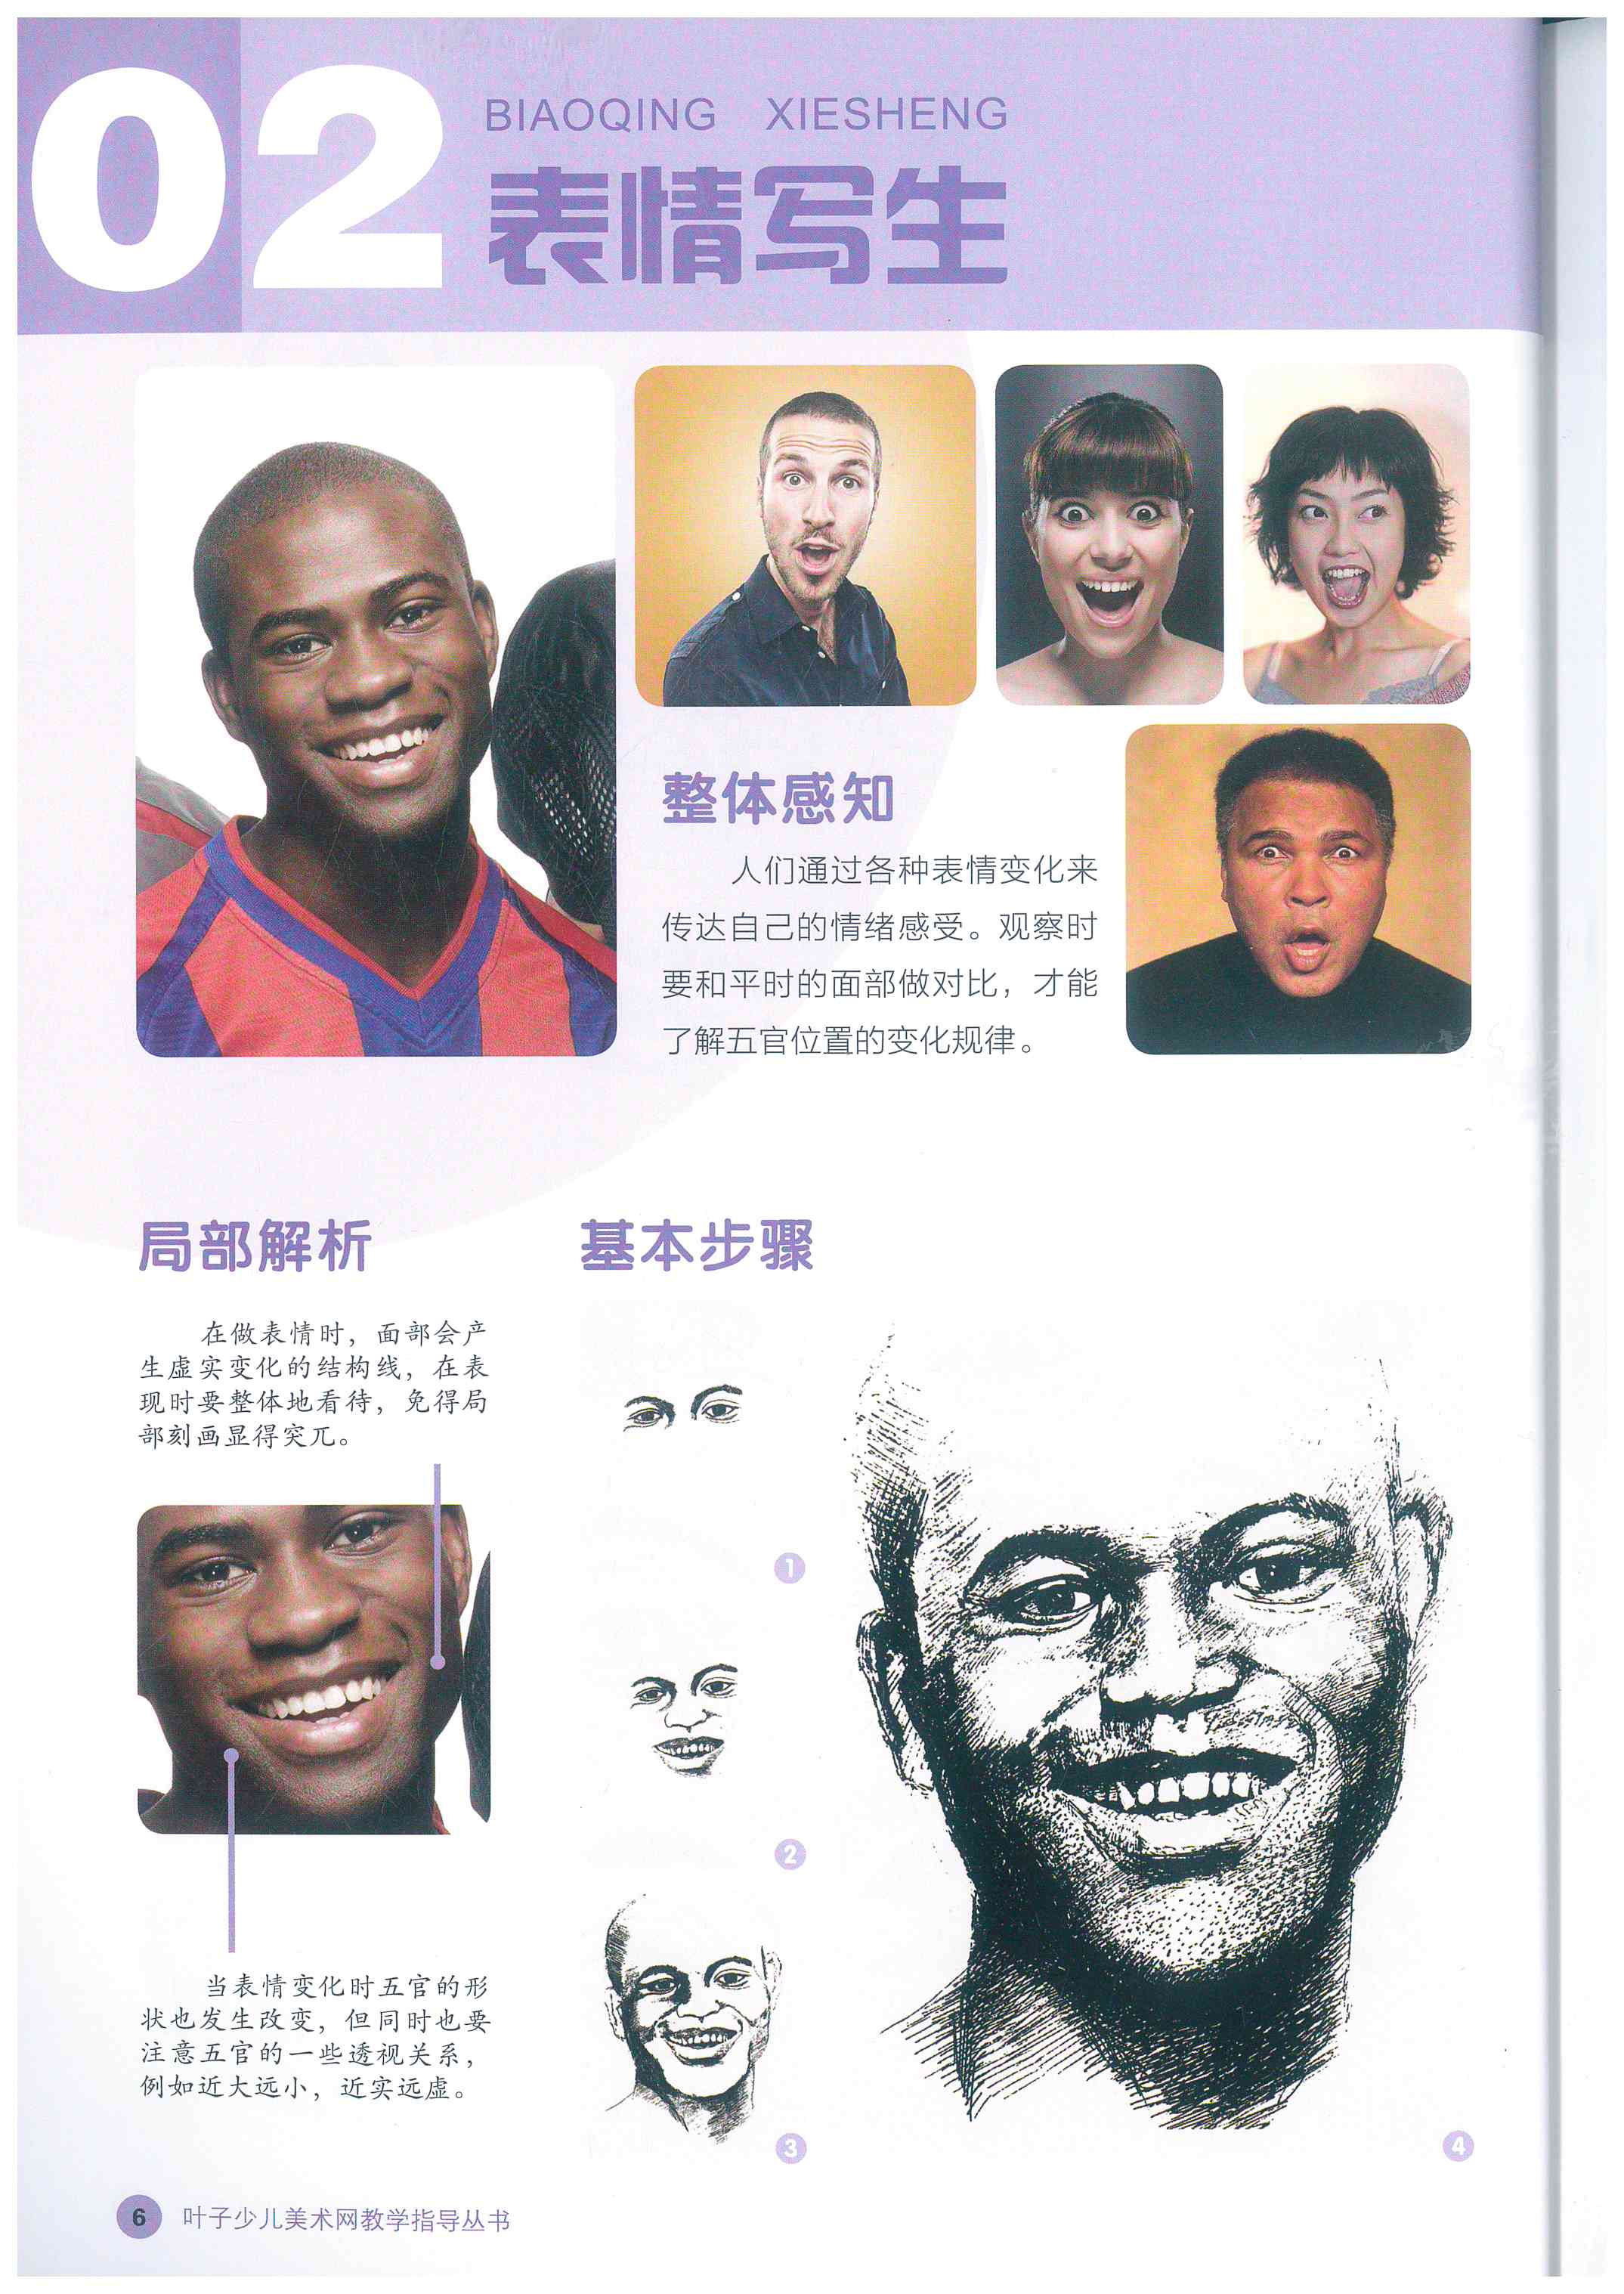 02
BIAOQING XIESHENG
表情写生
整体感知
人们通过各种表情变化来
传达自己的情绪感受。观察时
要和平时的面部做对比，才能
了解五官位置的变化规律。
局部解析
在做表情时，面部会产
生虚实变化的结构线，在表
现时要整体地看待，免得局
部刻画显得突兀。
当表情变化时五官的形
状也发生改变，但同时也要
注意五官的一些透视关系，
例如近大远小，近实远虚。
基本步骤
1
2
3
4
6 叶子少儿美术网教学指导丛书